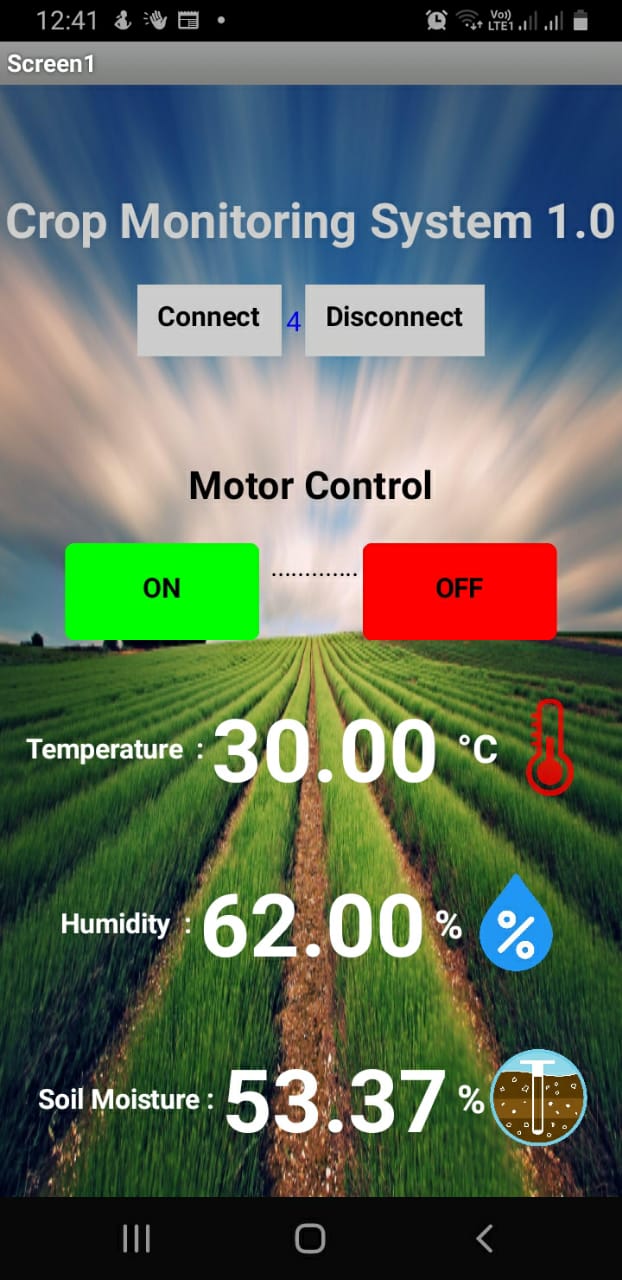 12:41 Vo)) LTE1
Screen1
Crop Monitoring System 1.0
Connect 4 Disconnect
Motor Control
ON ............. OFF
Temperature : 30.00 °C
Humidity : 62.00 % %
Soil Moisture : 53.37 %